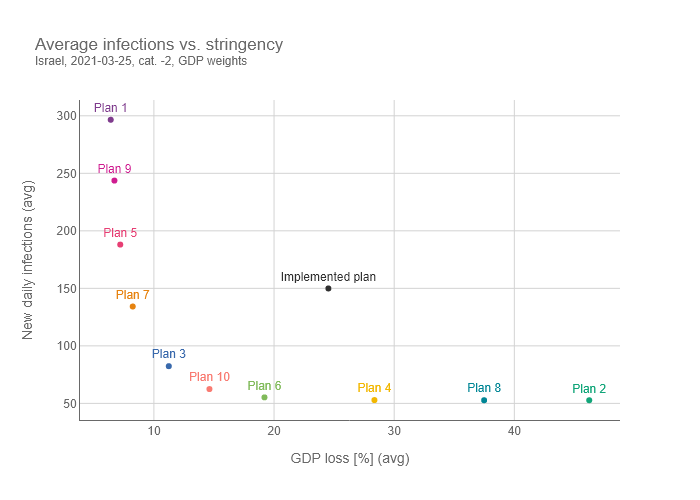 Average infections vs. stringency
Israel, 2021-03-25, cat. -2, GDP weights
New daily infections (avg)
300
250
200
150
100
50
Plan 1
Plan 9
Plan 5
Implemented plan
Plan 7
Plan 3
Plan 10
Plan 6
Plan 4
Plan 8
Plan 2
10
20
30
40
GDP loss [%] (avg)